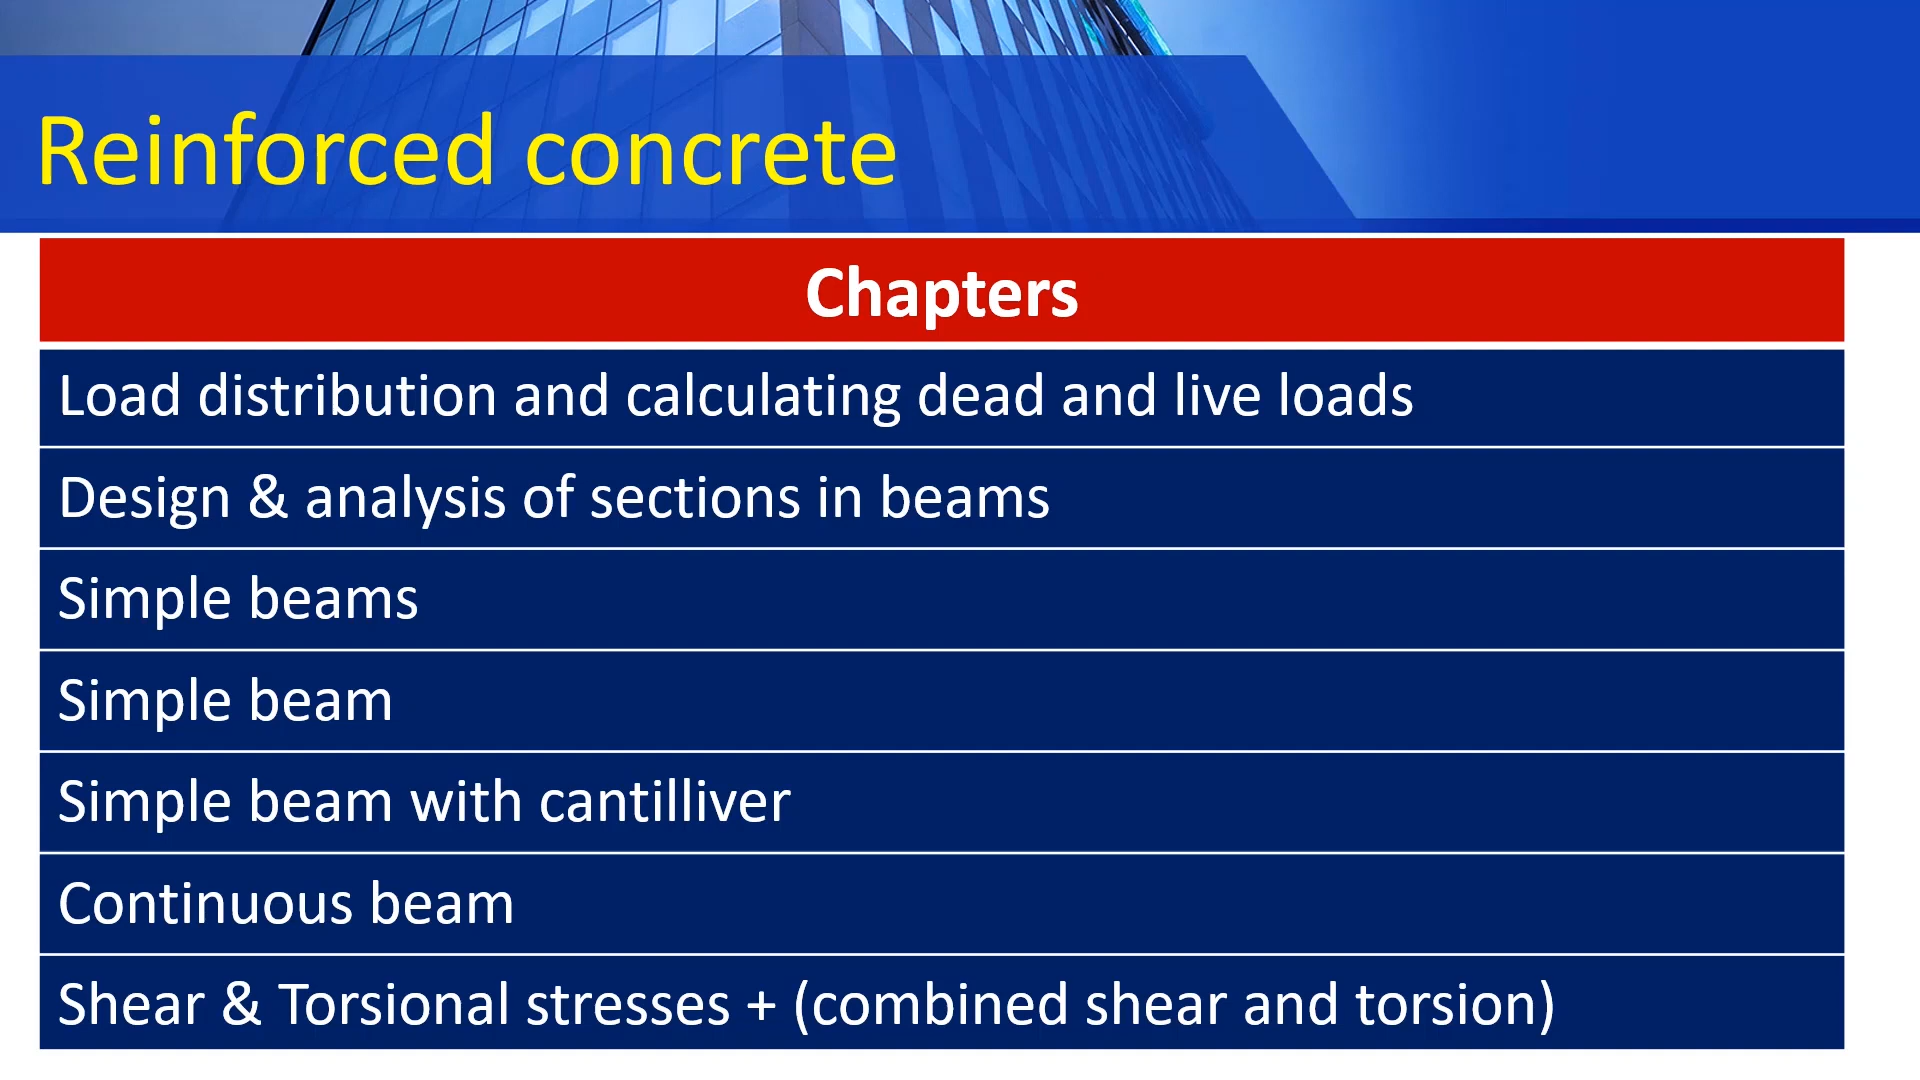 Reinforced concrete
Chapters
Load distribution and calculating dead and live loads
Design & analysis of sections in beams
Simple beams
Simple beam
Simple beam with cantilliver
Continuous beam
Shear & Torsional stresses + (combined shear and torsion)